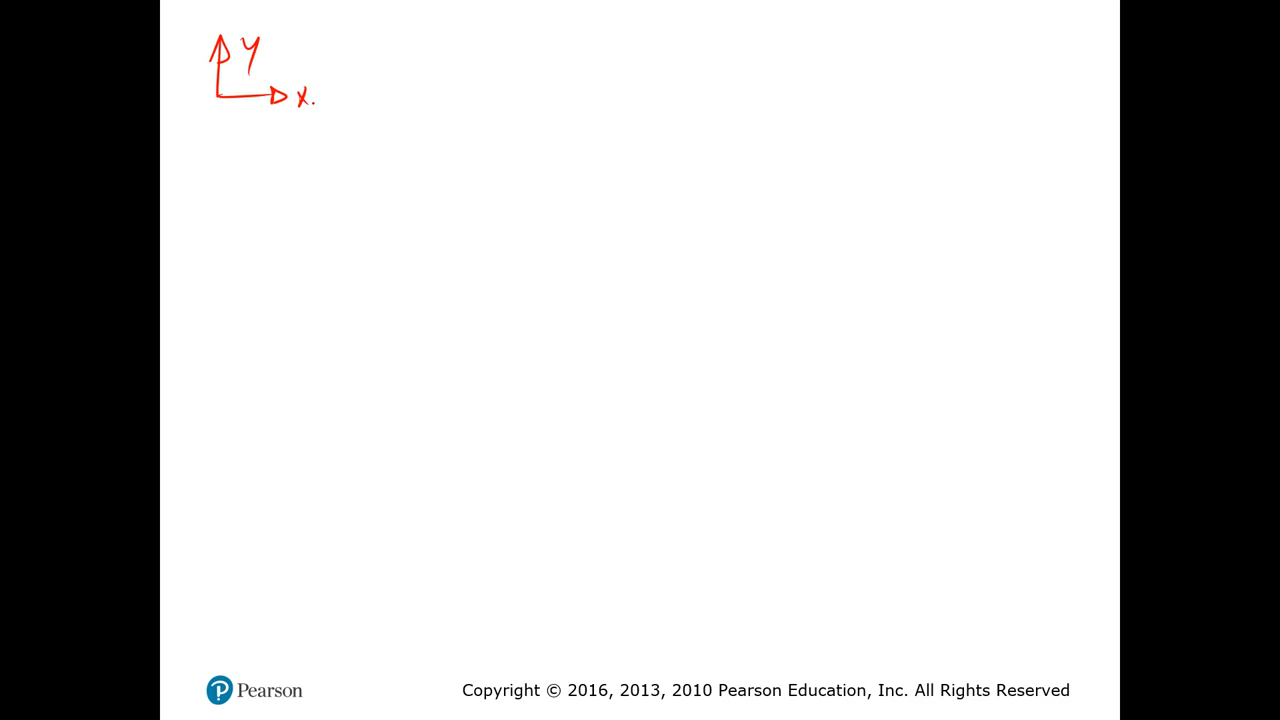 Y
x.
Pearson
Copyright © 2016, 2013, 2010 Pearson Education, Inc. All Rights Reserved